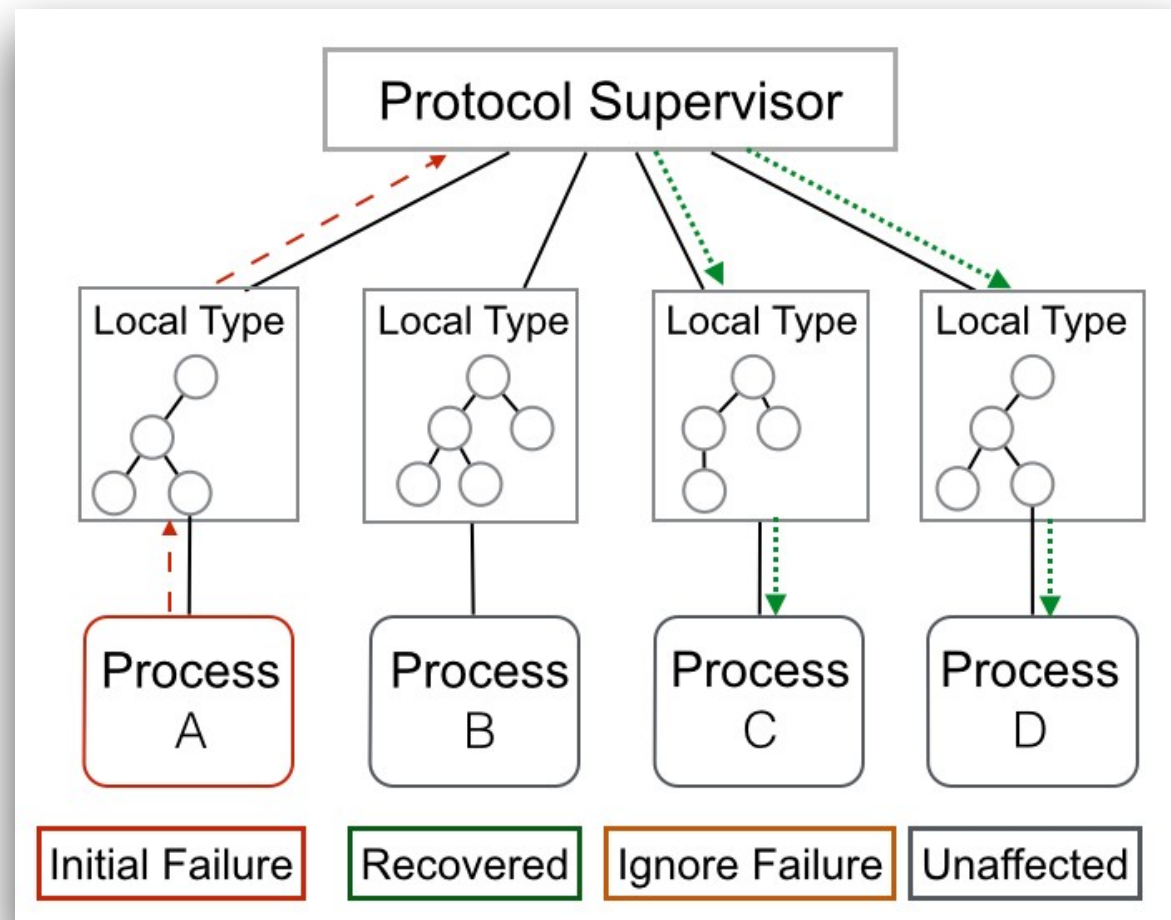 Protocol Supervisor
Local Type
Local Type
Local Type
Local Type
Process
A
Process
B
Process
C
Process
D
Initial Failure
Recovered
Ignore Failure
Unaffected